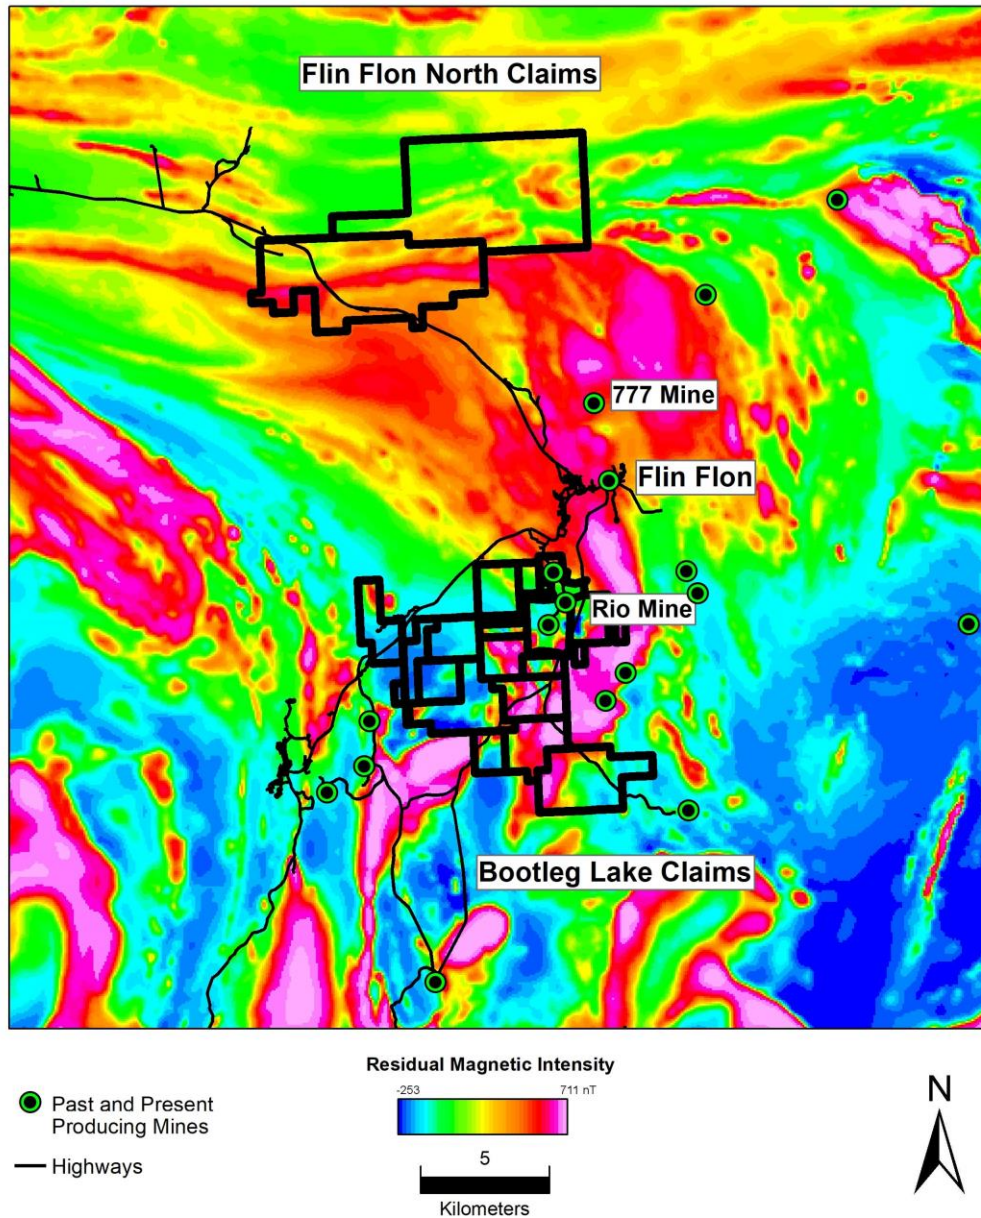 Flin Flon North Claims
777 Mine
Flin Flon
Rio Mine
Bootleg Lake Claims
Residual Magnetic Intensity
-253 711 nT
Past and Present
Producing Mines
Highways
5
Kilometers
N